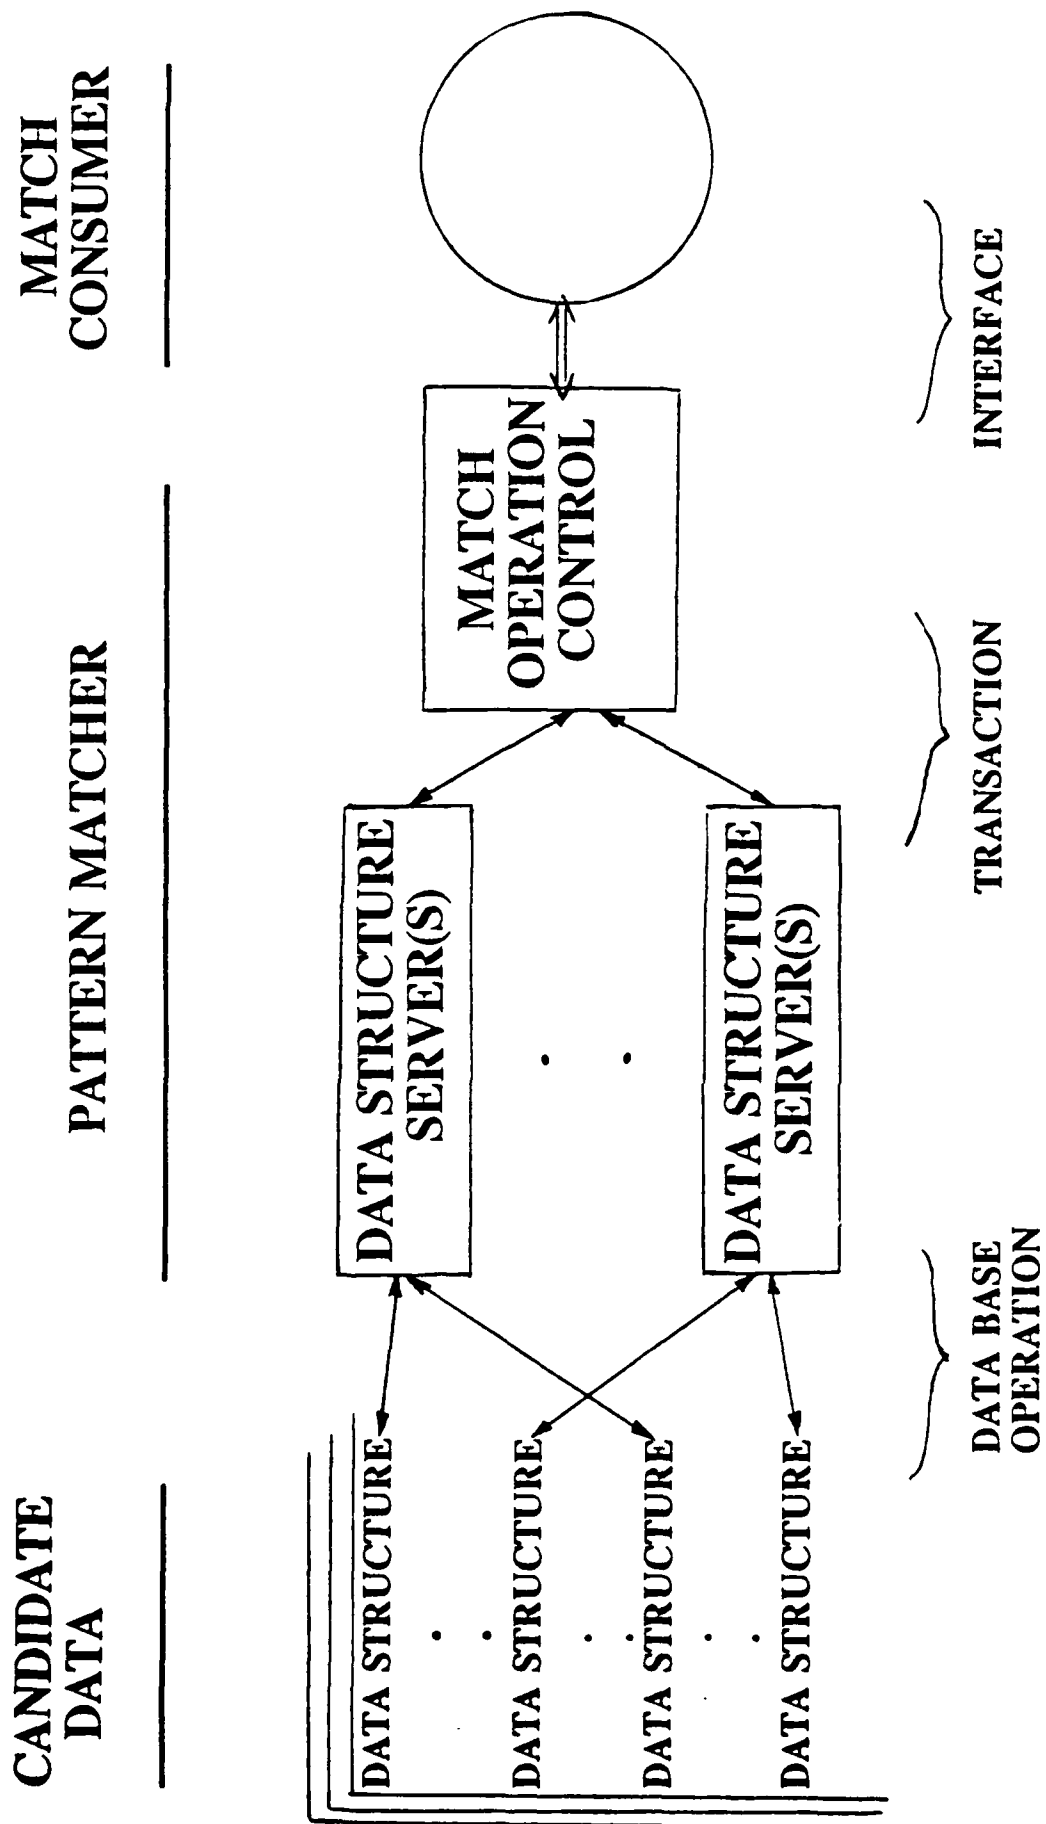 CANDIDATE
DATA
PATTERN MATCHER
MATCH
CONSUMER
DATA STRUCTURE
DATA STRUCTURE
DATA STRUCTURE
DATA STRUCTURE
DATA STRUCTURE
SERVER(S)
DATA STRUCTURE
SERVER(S)
MATCH
OPERATION
CONTROL
DATA BASE
OPERATION
TRANSACTION
INTERFACE